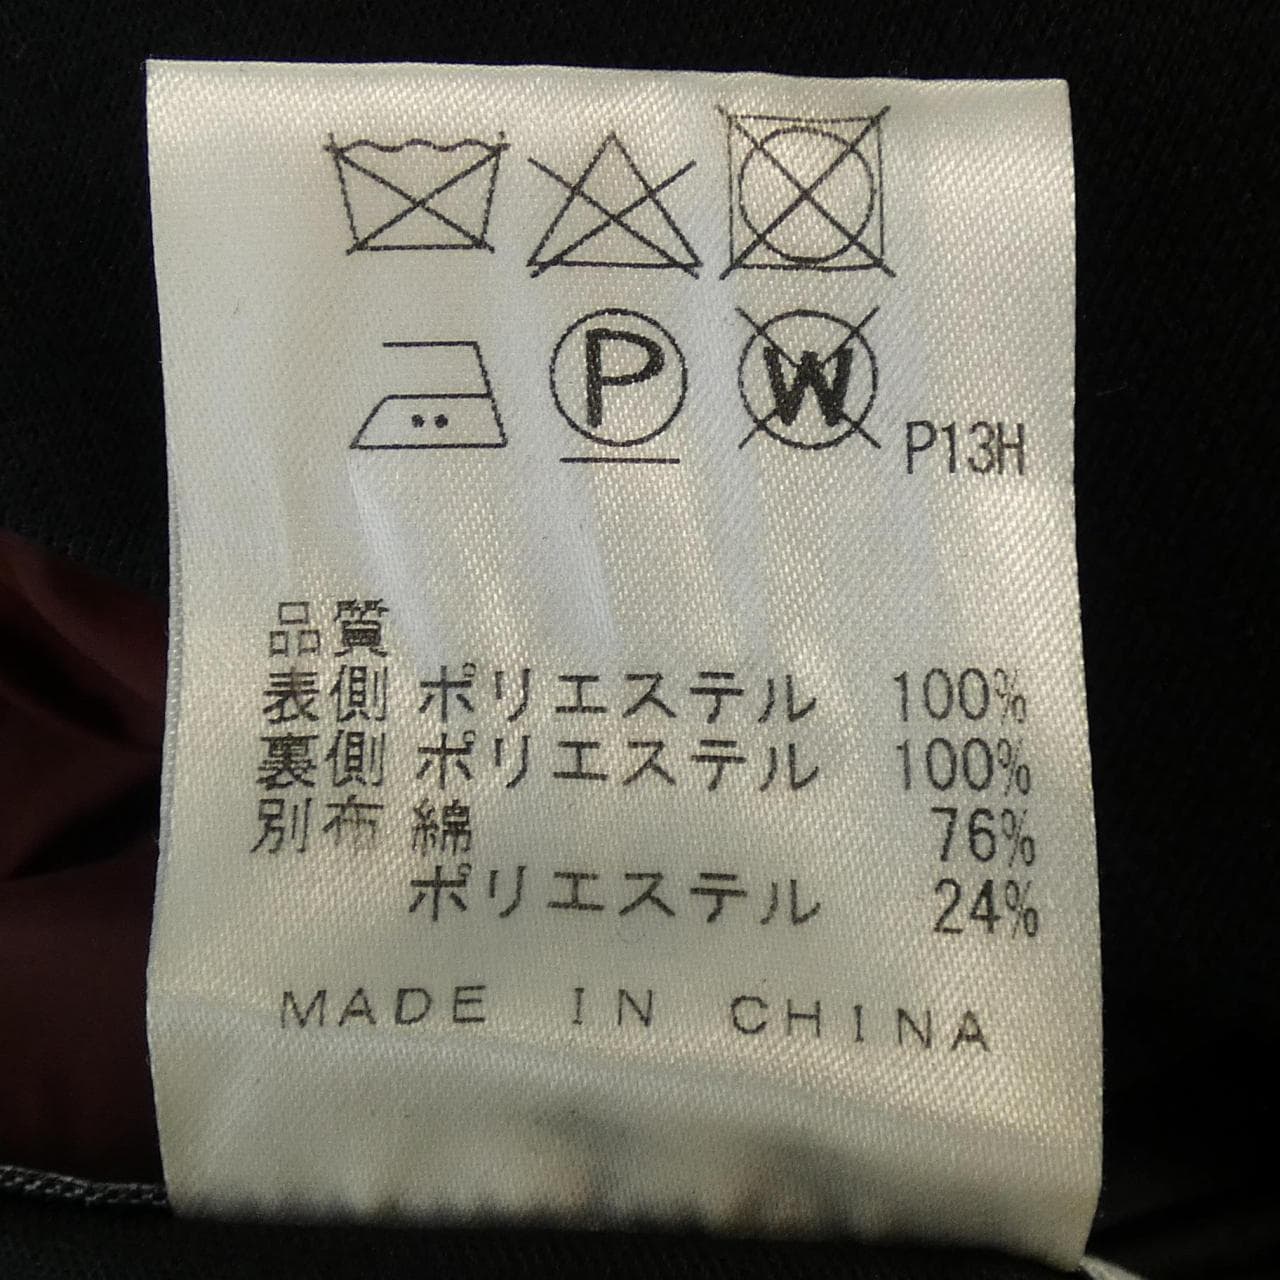 P
W
P13H
品質
表側 ポリエステル 100%
裏側 ポリエステル 100%
別布 綿 76%
ポリエステル 24%
MADE IN CHINA